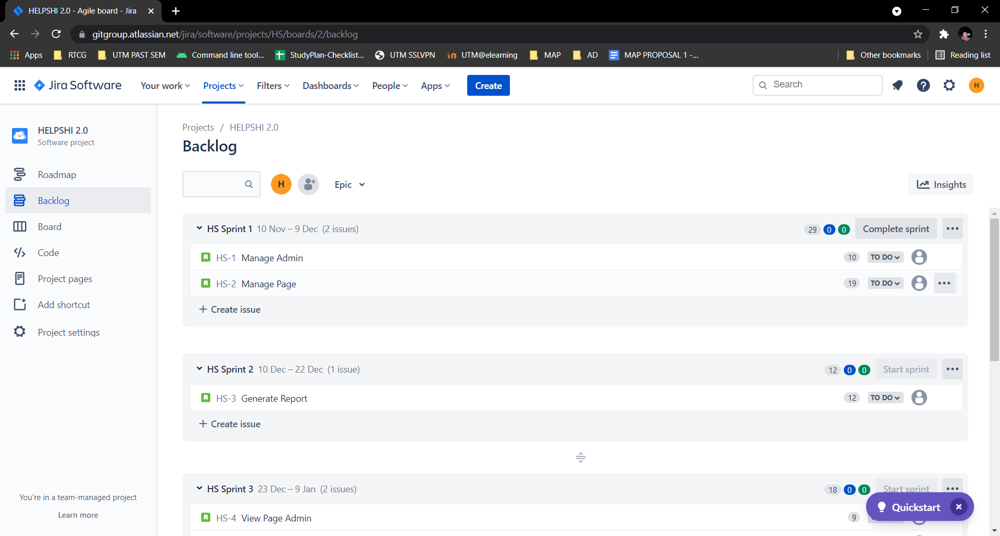 HELPSHI 2.0 - Agile board - Jira
gitgroup.atlassian.net/jira/software/projects/HS/boards/2/backlog
Apps RTCG UTM PAST SEM Command line tool... StudyPlan-Checklist... UTM SSLVPN UTM@elearning MAP AD MAP PROPOSAL 1 -... Other bookmarks Reading list
Jira Software Your work Projects Filters Dashboards People Apps Create Search H
HELPSHI 2.0
Software project
Roadmap
Backlog
Board
Code
Project pages
Add shortcut
Project settings
You're in a team-managed project
Learn more
Projects / HELPSHI 2.0
Backlog
H Epic Insights
HS Sprint 1 10 Nov – 9 Dec (2 issues) 29 0 0 Complete sprint
HS-1 Manage Admin 10 TO DO
HS-2 Manage Page 19 TO DO
+ Create issue
HS Sprint 2 10 Dec – 22 Dec (1 issue) 12 0 0 Start sprint
HS-3 Generate Report 12 TO DO
+ Create issue
HS Sprint 3 23 Dec – 9 Jan (2 issues) 18 0 0 Start sprint
HS-4 View Page Admin 9
Quickstart